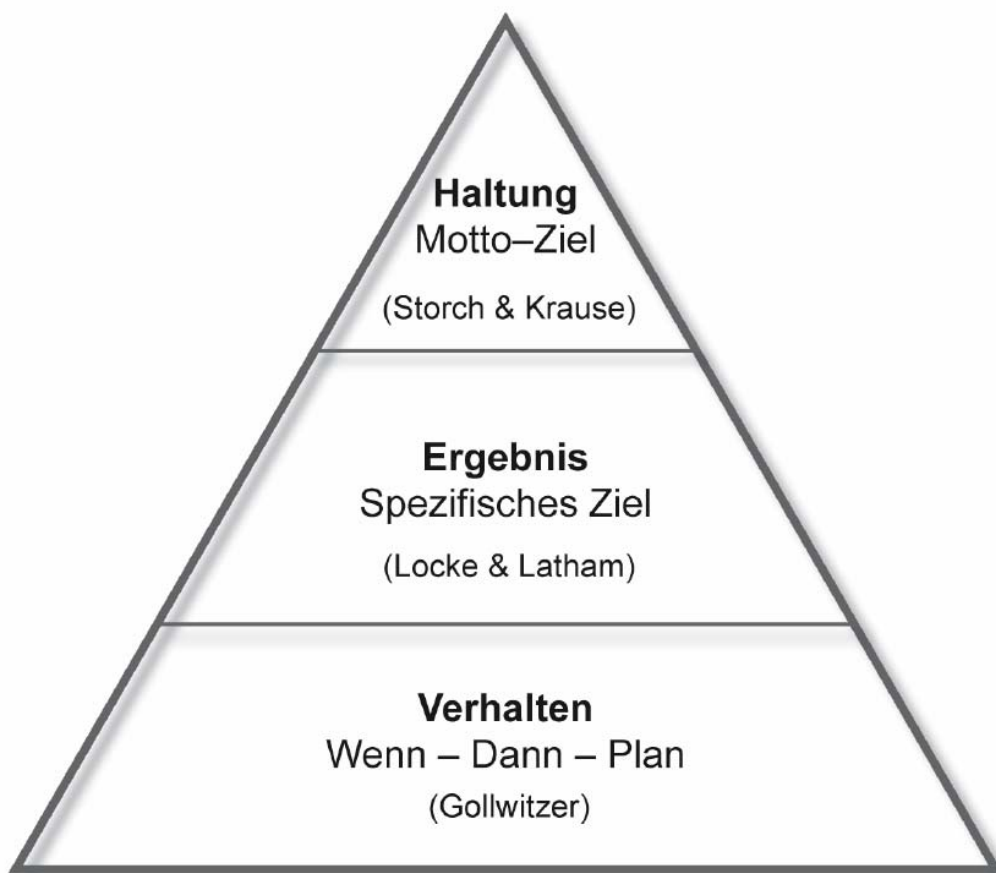 Haltung
Motto–Ziel
(Storch & Krause)
Ergebnis
Spezifisches Ziel
(Locke & Latham)
Verhalten
Wenn – Dann – Plan
(Gollwitzer)